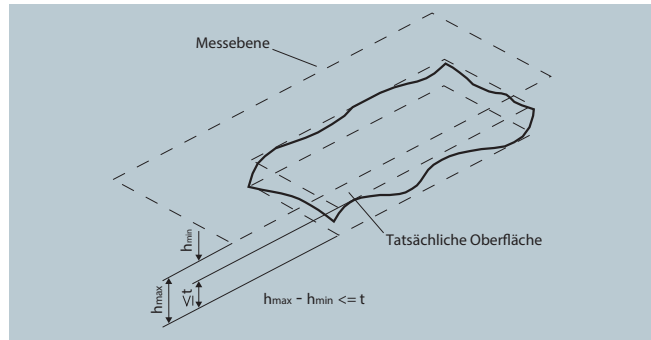 Messebene
Tatsächliche Oberfläche
hmin
hmax
≤ t
hmax - hmin <= t